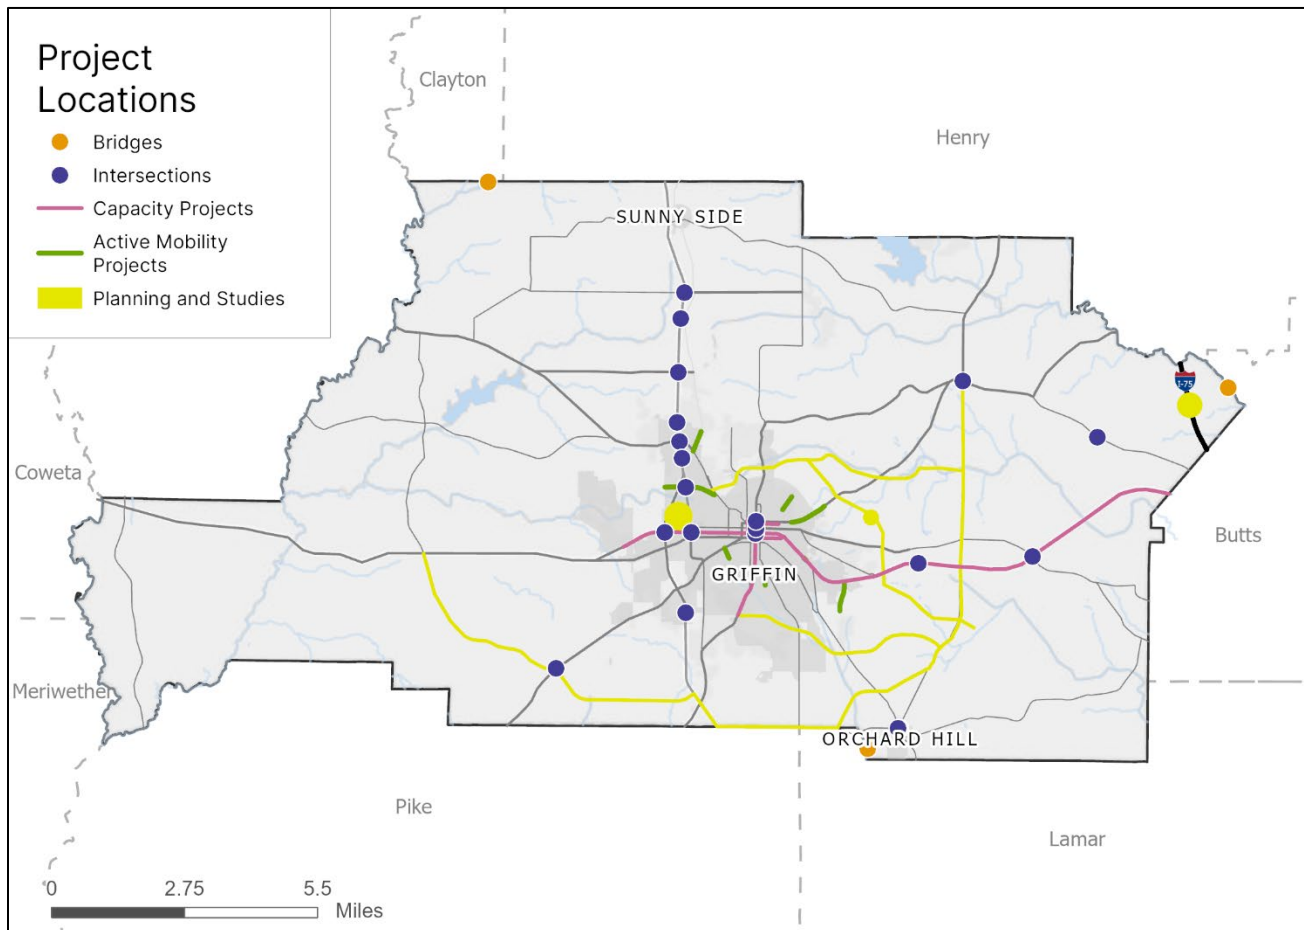 Project
Locations
Bridges
Intersections
Capacity Projects
Active Mobility
Projects
Planning and Studies
Clayton
Henry
SUNNY SIDE
I-75
Coweta
Butts
GRIFFIN
Meriwether
ORCHARD HILL
Pike
Lamar
0 2.75 5.5
Miles